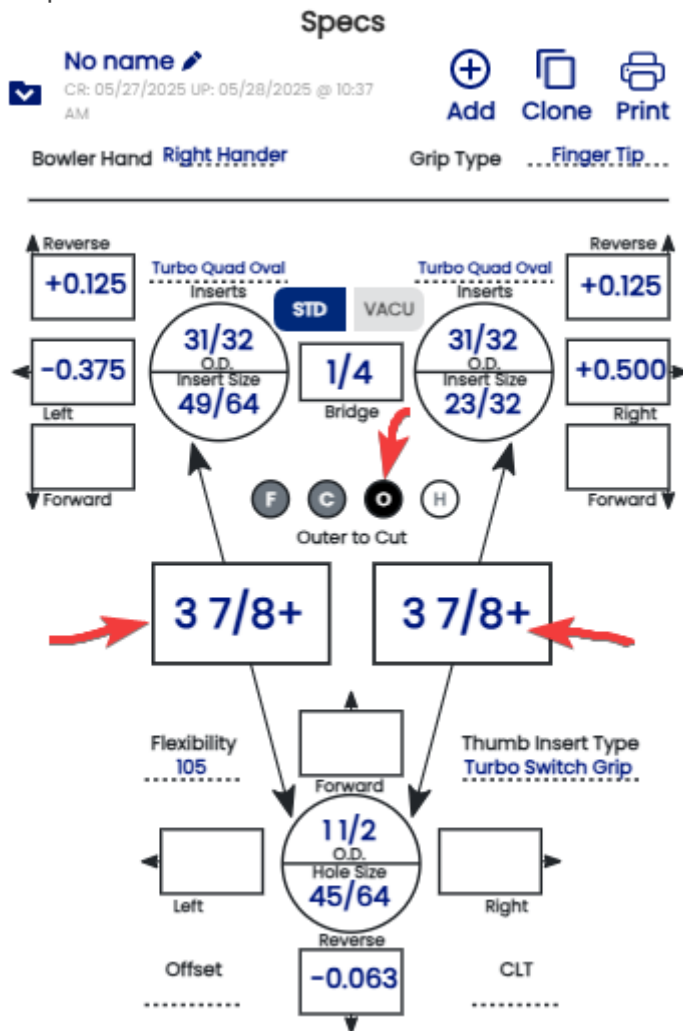 Specs
No name
CR: 05/27/2025 UP: 05/28/2025 @ 10:37
AM
Add Clone Print
Bowler Hand Right Hander Grip Type Finger Tip
Reverse Reverse
+0.125 Turbo Quad Oval Turbo Quad Oval +0.125
Inserts Inserts
STD VACU
31/32 31/32
O.D. O.D.
-0.375 1/4 +0.500
Insert Size Insert Size
49/64 Bridge 23/32
Left Right
Forward F C O H Forward
Outer to Cut
3 7/8+ 3 7/8+
Flexibility Thumb Insert Type
105 Turbo Switch Grip
Forward
1 1/2
O.D.
Hole Size
45/64
Left Right
Reverse
Offset -0.063 CLT